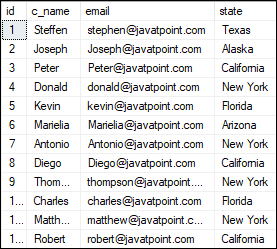 id c_name email state
1 Steffen stephen@javatpoint.com Texas
2 Joseph Joseph@javatpoint.com Alaska
3 Peter Peter@javatpoint.com California
4 Donald donald@javatpoint.com New York
5 Kevin kevin@javatpoint.com Florida
6 Marielia Marielia@javatpoint.com Arizona
7 Antonio Antonio@javatpoint.com New York
8 Diego Diego@javatpoint.com California
9 Thom... thompson@javatpoint.... New York
1... Charles charles@javatpoint.com Florida
1... Matth... matthew@javatpoint.c... New York
1... Robert robert@javatpoint.com California